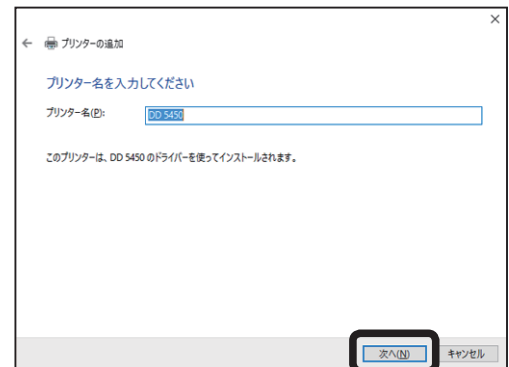 プリンターの追加
プリンター名を入力してください
プリンター名(P): DD 5450
このプリンターは、DD 5450 のドライバーを使ってインストールされます。
次へ(N) キャンセル